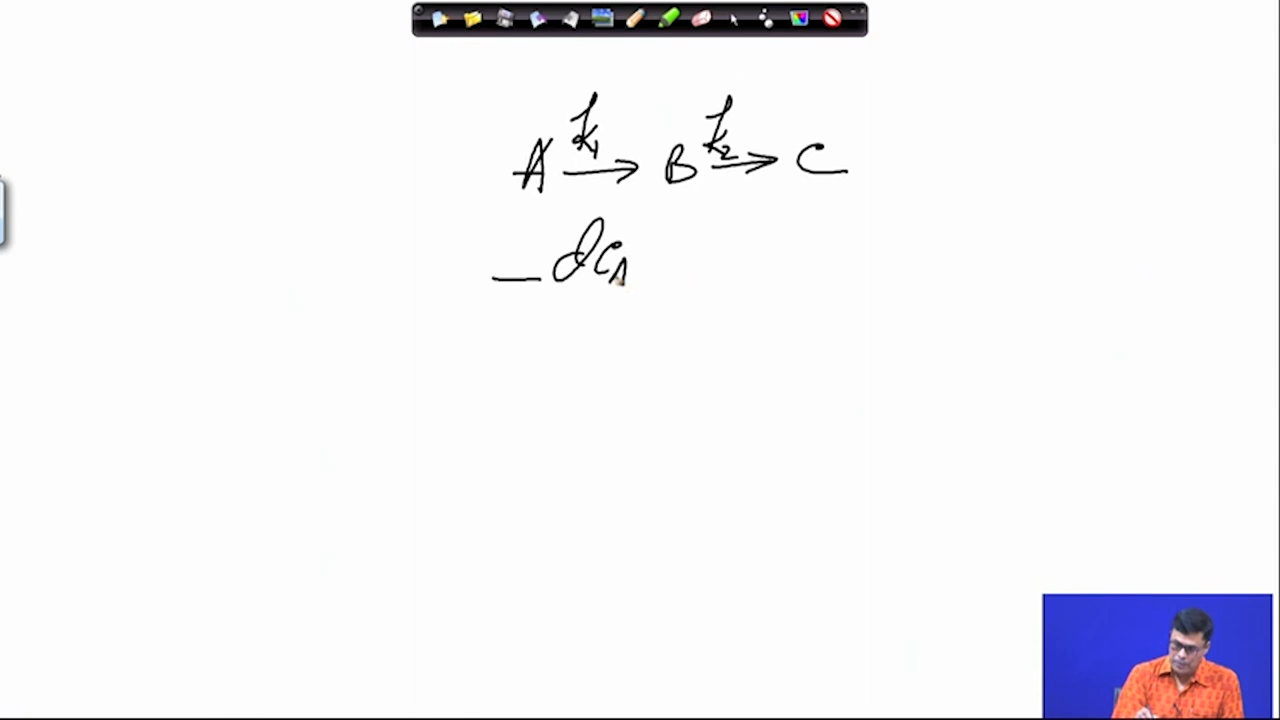 A k₁→ B k₂→ C
— dCA